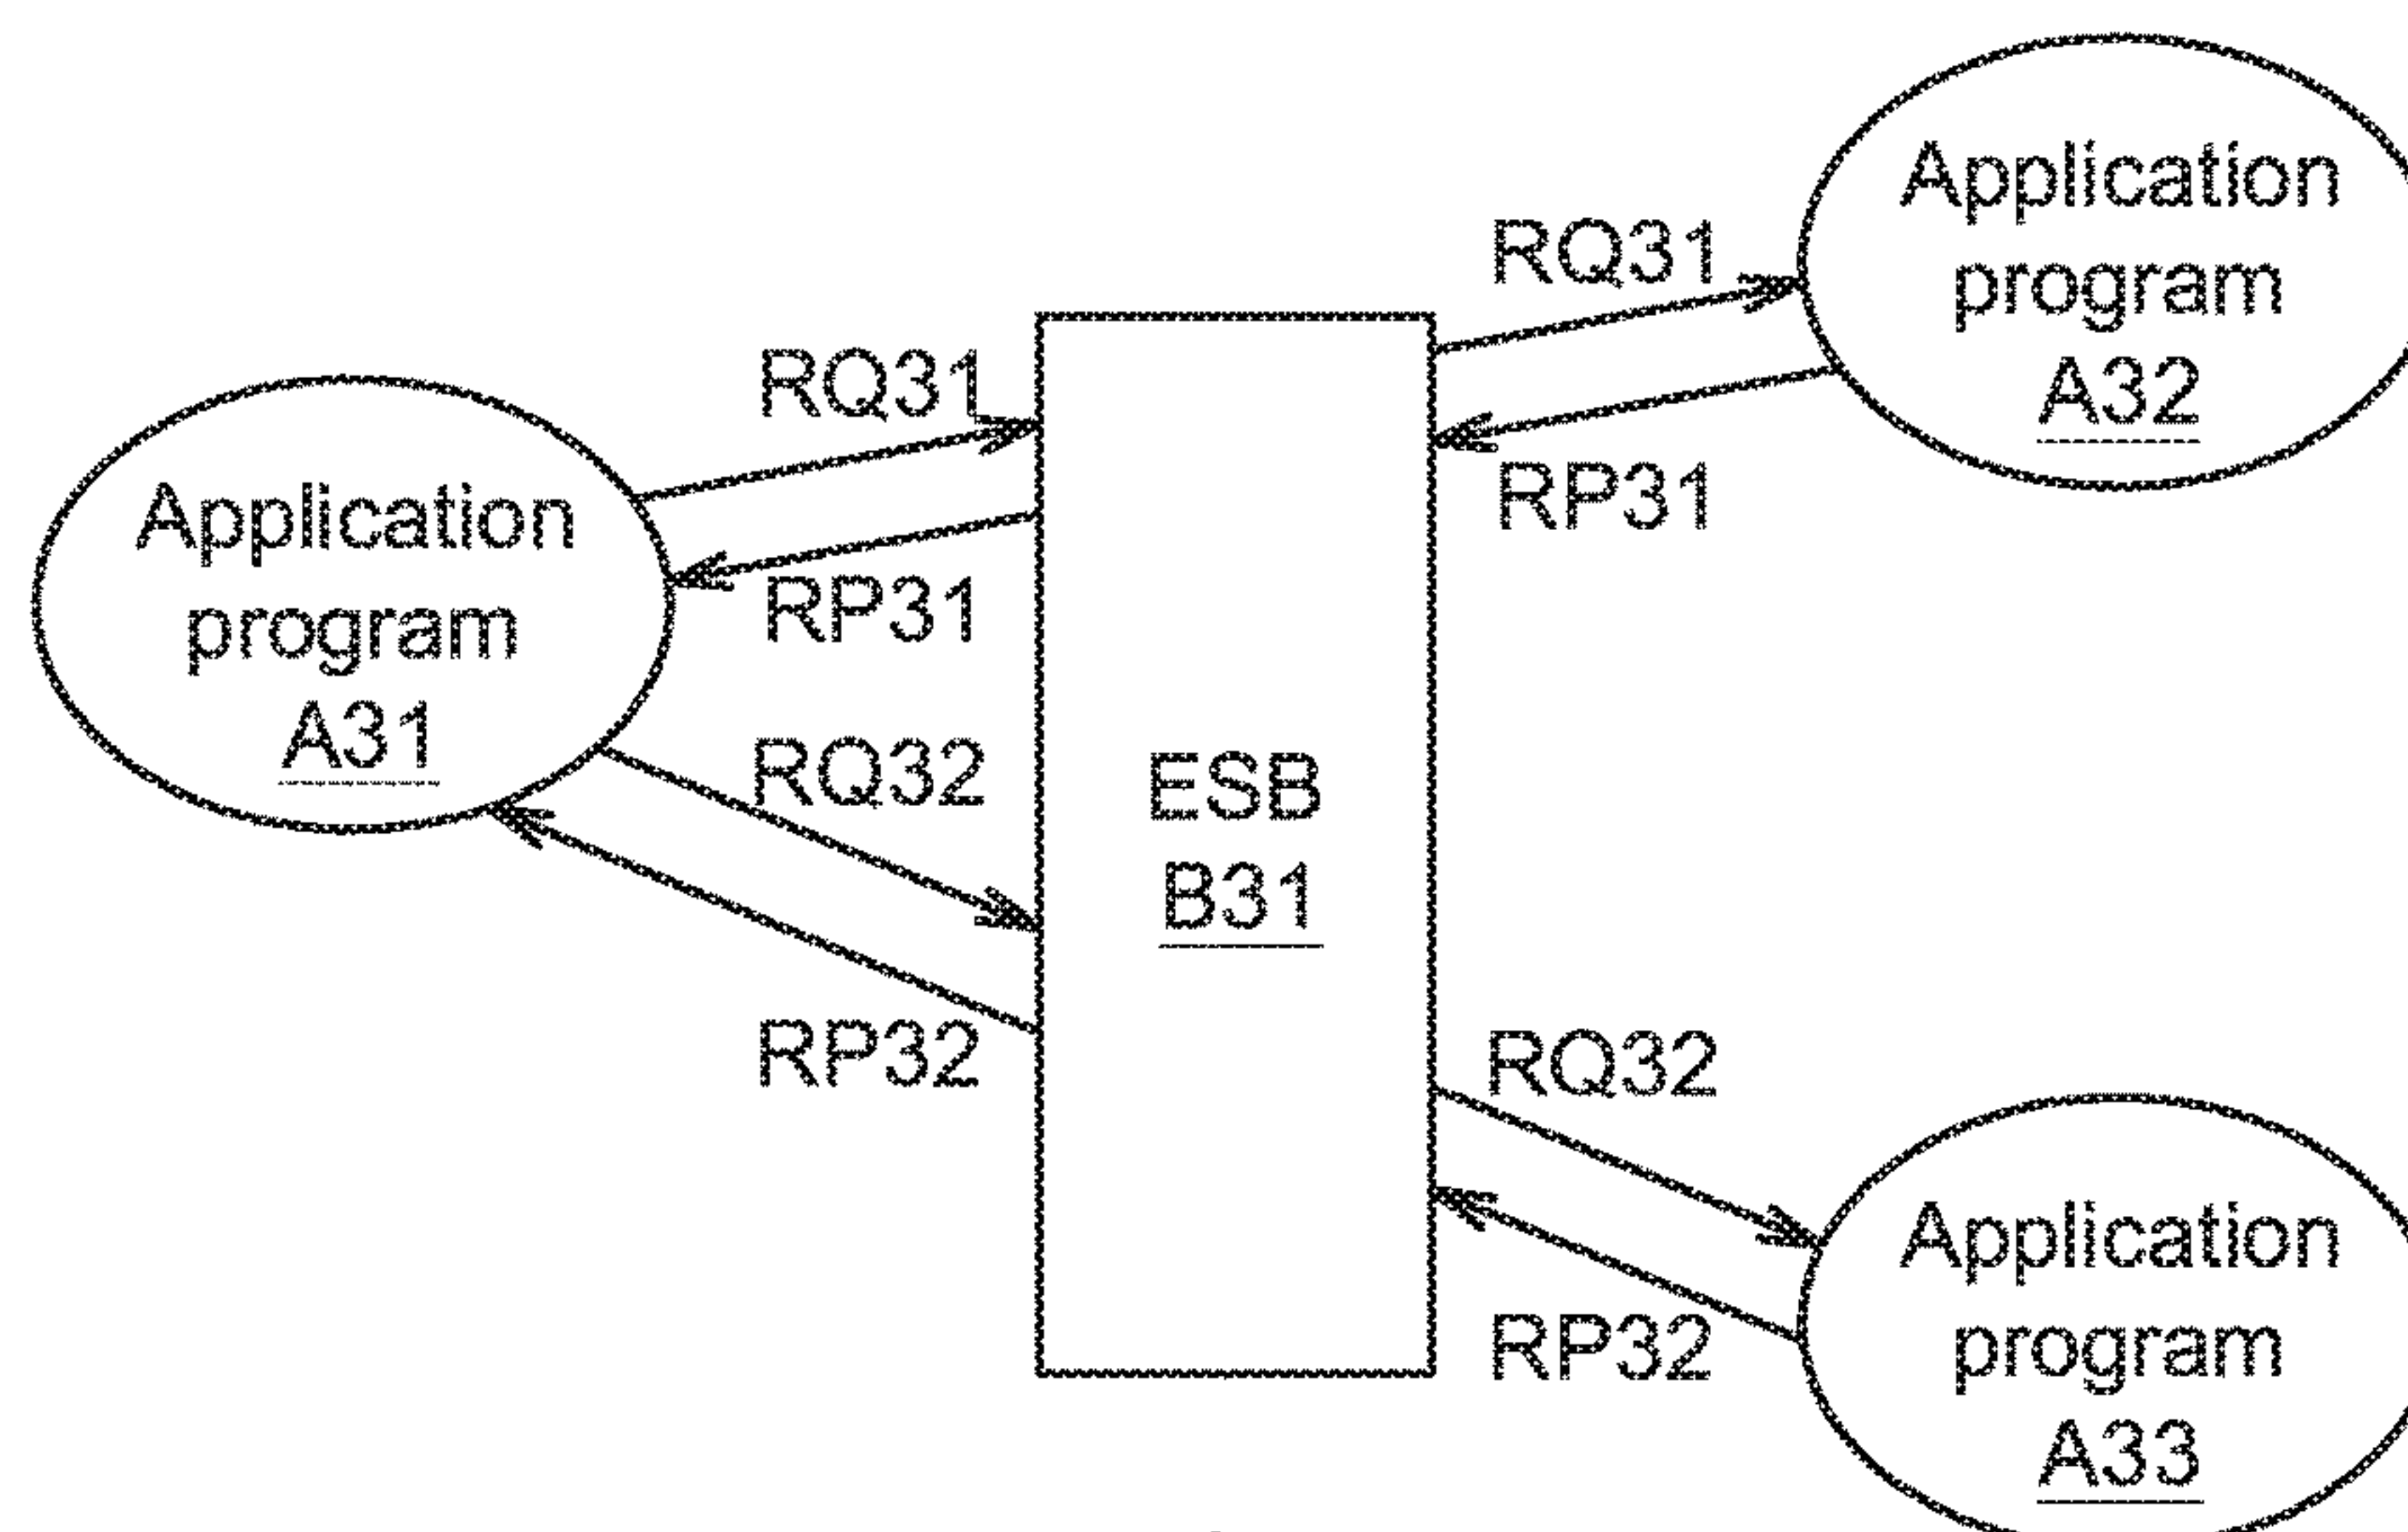 Application
program
A31
RQ31
RP31
RQ32
RP32
ESB
B31
RQ31
RP31
Application
program
A32
RQ32
RP32
Application
program
A33